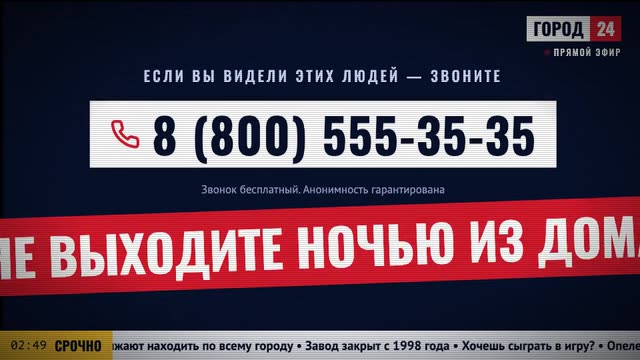 ГОРОД 24
ПРЯМОЙ ЭФИР
ЕСЛИ ВЫ ВИДЕЛИ ЭТИХ ЛЮДЕЙ — ЗВОНИТЕ
8 (800) 555-35-35
Звонок бесплатный. Анонимность гарантирована
НЕ ВЫХОДИТЕ НОЧЬЮ ИЗ ДОМА
02:49 СРОЧНО жают находить по всему городу • Завод закрыт с 1998 года • Хочешь сыграть в игру? • Опеле